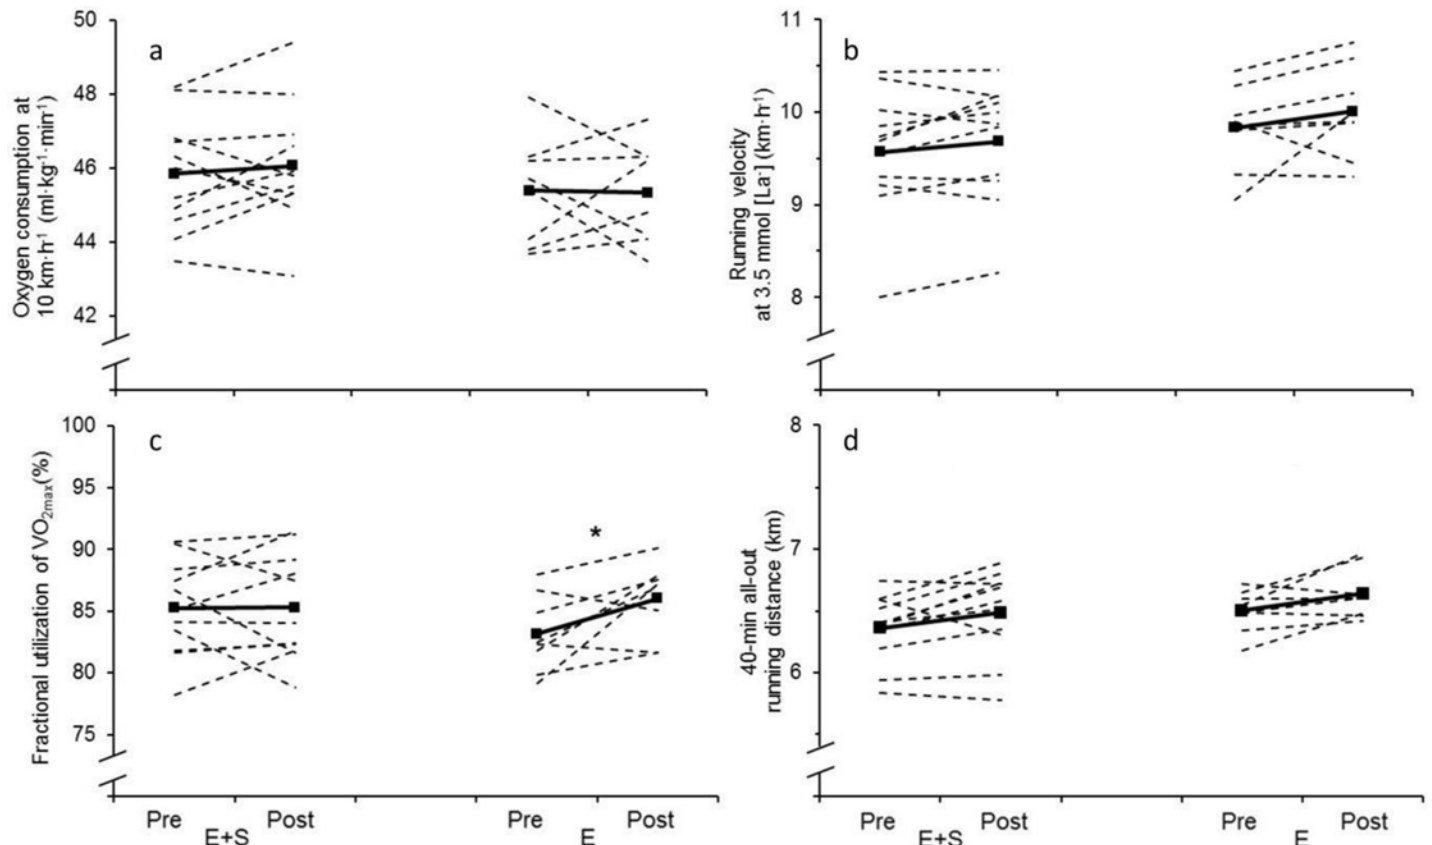 a
Oxygen consumption at
10 km·h⁻¹ (ml·kg⁻¹·min⁻¹)
50
48
46
44
42
b
Running velocity
at 3.5 mmol [La⁻] (km·h⁻¹)
11
10
9
8
c
Fractional utilization of VO₂max(%)
100
95
90
85
80
75
*
Pre Post Pre Post
E+S E
d
40-min all-out
running distance (km)
8
7
6
Pre Post Pre Post
E+S E